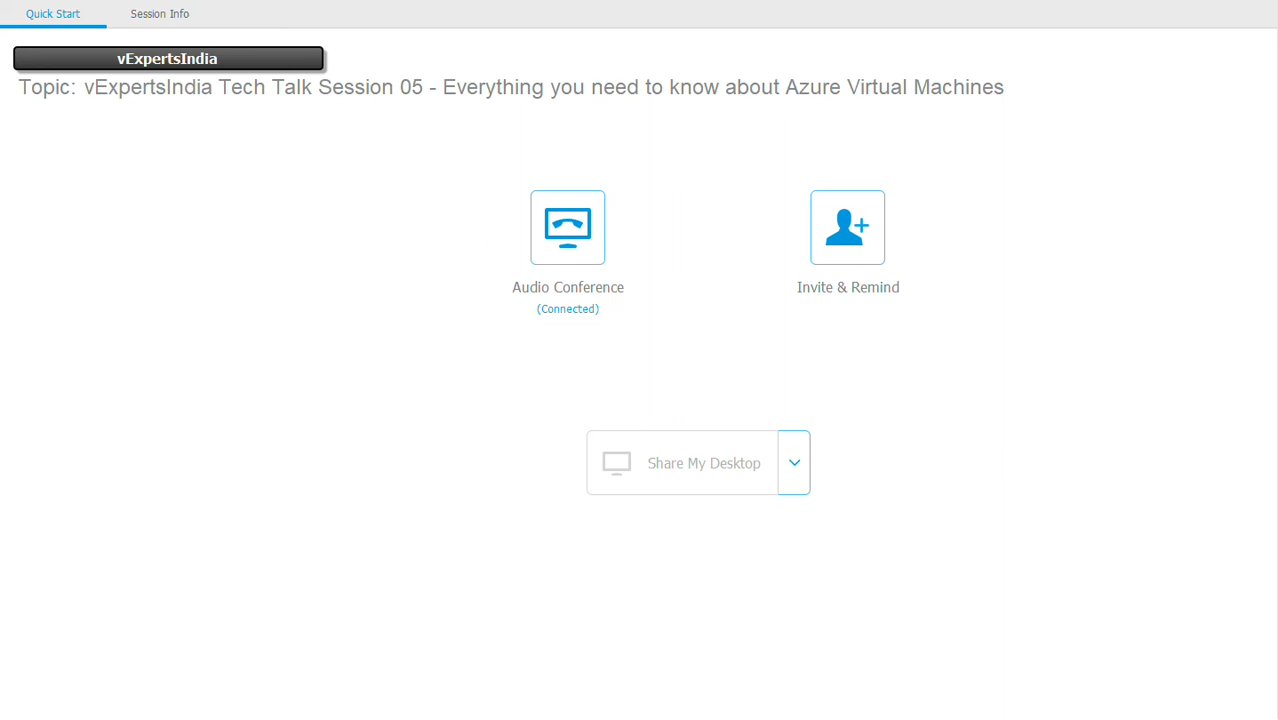 Quick Start
Session Info
vExpertsIndia
Topic: vExpertsIndia Tech Talk Session 05 - Everything you need to know about Azure Virtual Machines
Audio Conference
(Connected)
Invite & Remind
Share My Desktop